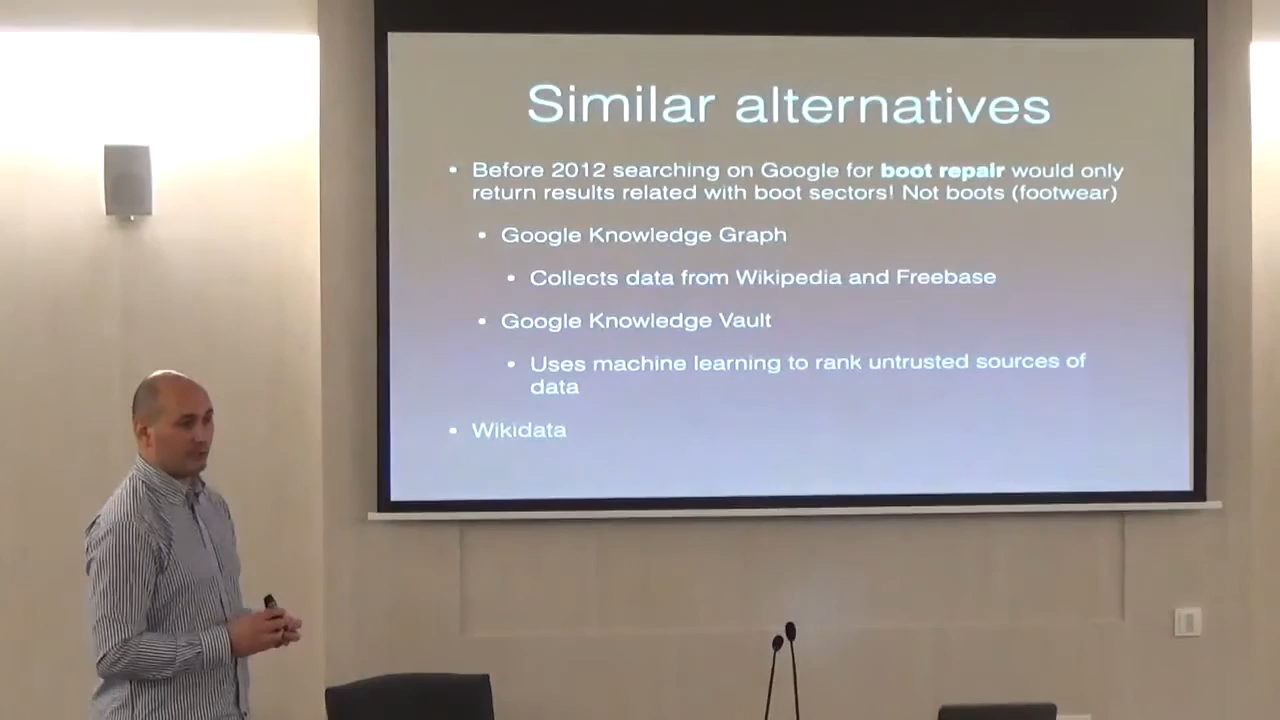 Similar alternatives
• Before 2012 searching on Google for boot repair would only
return results related with boot sectors! Not boots (footwear)
• Google Knowledge Graph
• Collects data from Wikipedia and Freebase
• Google Knowledge Vault
• Uses machine learning to rank untrusted sources of
data
• Wikidata